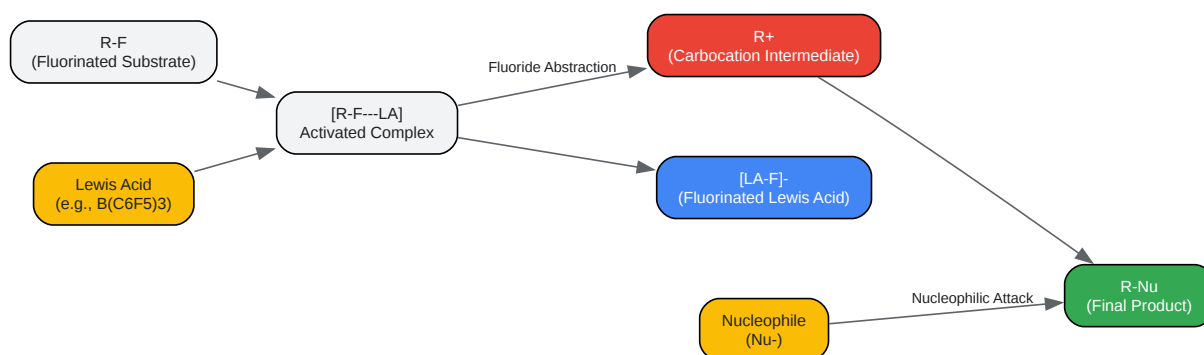 R-F
(Fluorinated Substrate)
Lewis Acid
(e.g., B(C6F5)3)
[R-F---LA]
Activated Complex
Fluoride Abstraction
R+
(Carbocation Intermediate)
[LA-F]-
(Fluorinated Lewis Acid)
Nucleophile
(Nu-)
Nucleophilic Attack
R-Nu
(Final Product)